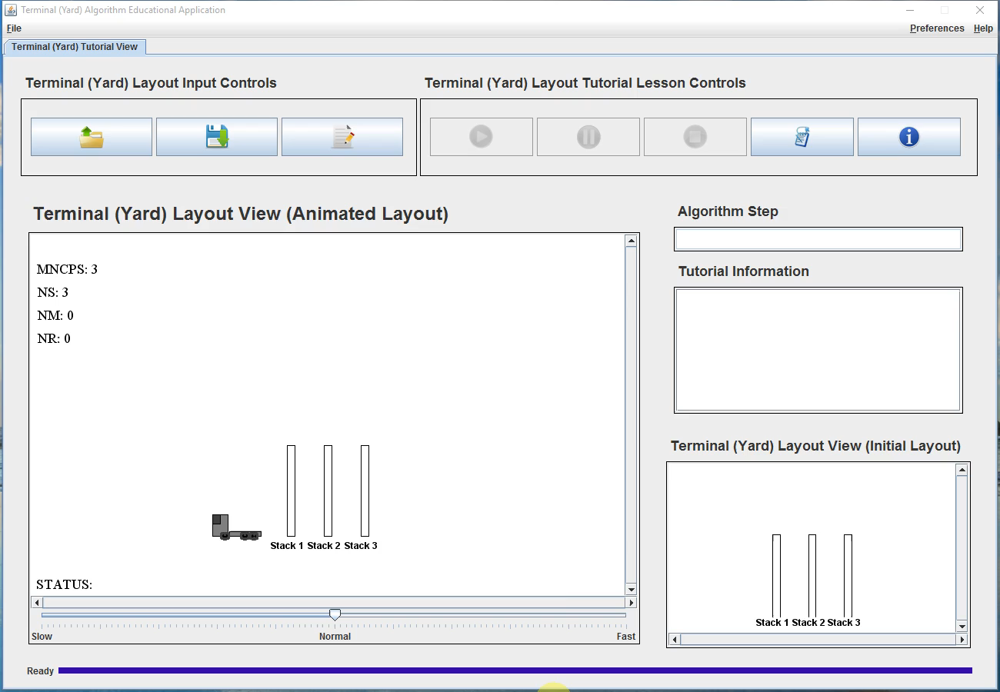 Terminal (Yard) Algorithm Educational Application
File
Preferences Help
Terminal (Yard) Tutorial View
Terminal (Yard) Layout Input Controls
Terminal (Yard) Layout Tutorial Lesson Controls
Terminal (Yard) Layout View (Animated Layout)
MNCPS: 3
NS: 3
NM: 0
NR: 0
Stack 1 Stack 2 Stack 3
STATUS:
Slow Normal Fast
Algorithm Step
Tutorial Information
Terminal (Yard) Layout View (Initial Layout)
Stack 1 Stack 2 Stack 3
Ready